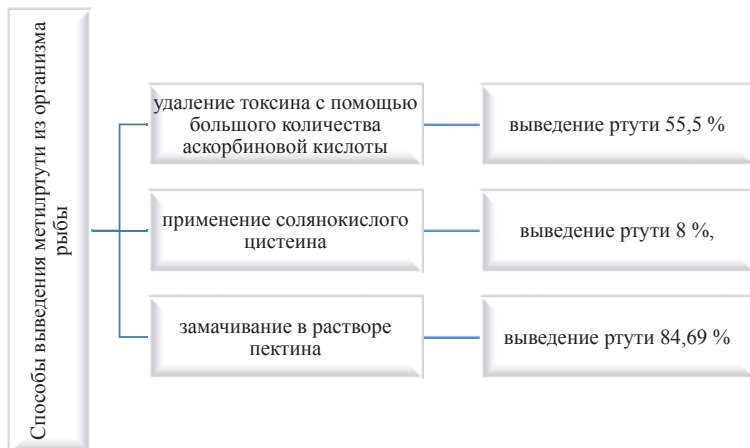 Способы выведения метилртути из организма
рыбы
удаление токсина с помощью
большого количества
аскорбиновой кислоты
выведение ртути 55,5 %
применение солянокислого
цистеина
выведение ртути 8 %,
замачивание в растворе
пектина
выведение ртути 84,69 %